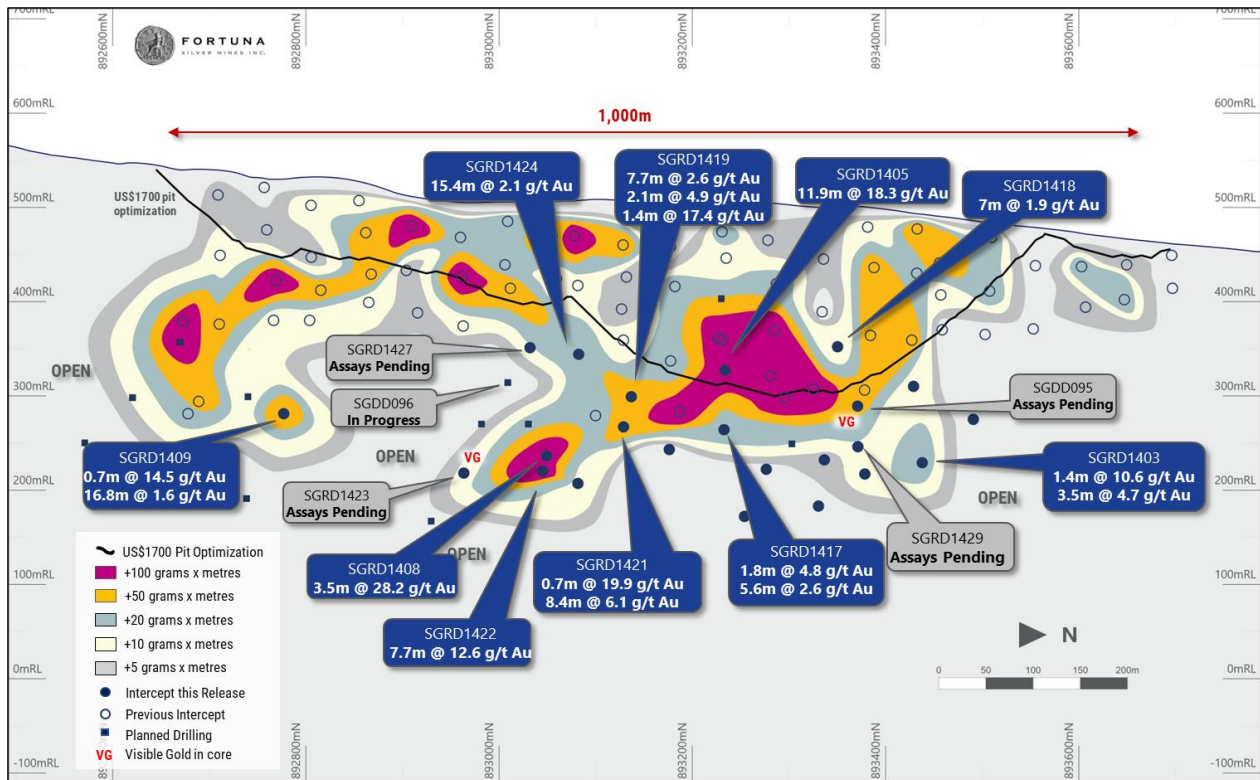 700mRL
700mRL
892600mN
892800mN
893000mN
893200mN
893400mN
893600mN
FORTUNA
SILVER MINES INC.
600mRL
600mRL
1,000m
SGRD1424
15.4m @ 2.1 g/t Au
SGRD1419
7.7m @ 2.6 g/t Au
2.1m @ 4.9 g/t Au
1.4m @ 17.4 g/t Au
SGRD1405
11.9m @ 18.3 g/t Au
SGRD1418
7m @ 1.9 g/t Au
US$1700 pit
optimization
500mRL
500mRL
400mRL
400mRL
SGRD1427
Assays Pending
OPEN
SGDD096
In Progress
300mRL
300mRL
SGDD095
Assays Pending
VG
VG
OPEN
SGRD1409
0.7m @ 14.5 g/t Au
16.8m @ 1.6 g/t Au
SGRD1403
1.4m @ 10.6 g/t Au
3.5m @ 4.7 g/t Au
SGRD1423
Assays Pending
OPEN
200mRL
200mRL
SGRD1429
Assays Pending
OPEN
SGRD1408
3.5m @ 28.2 g/t Au
SGRD1421
0.7m @ 19.9 g/t Au
8.4m @ 6.1 g/t Au
SGRD1417
1.8m @ 4.8 g/t Au
5.6m @ 2.6 g/t Au
SGRD1422
7.7m @ 12.6 g/t Au
US$1700 Pit Optimization
+100 grams x metres
+50 grams x metres
+20 grams x metres
+10 grams x metres
+5 grams x metres
Intercept this Release
Previous Intercept
Planned Drilling
VG Visible Gold in core
100mRL
100mRL
N
0 50 100 150 200m
0mRL
0mRL
892800mN
893000mN
893200mN
893400mN
893600mN
-100mRL
-100mRL